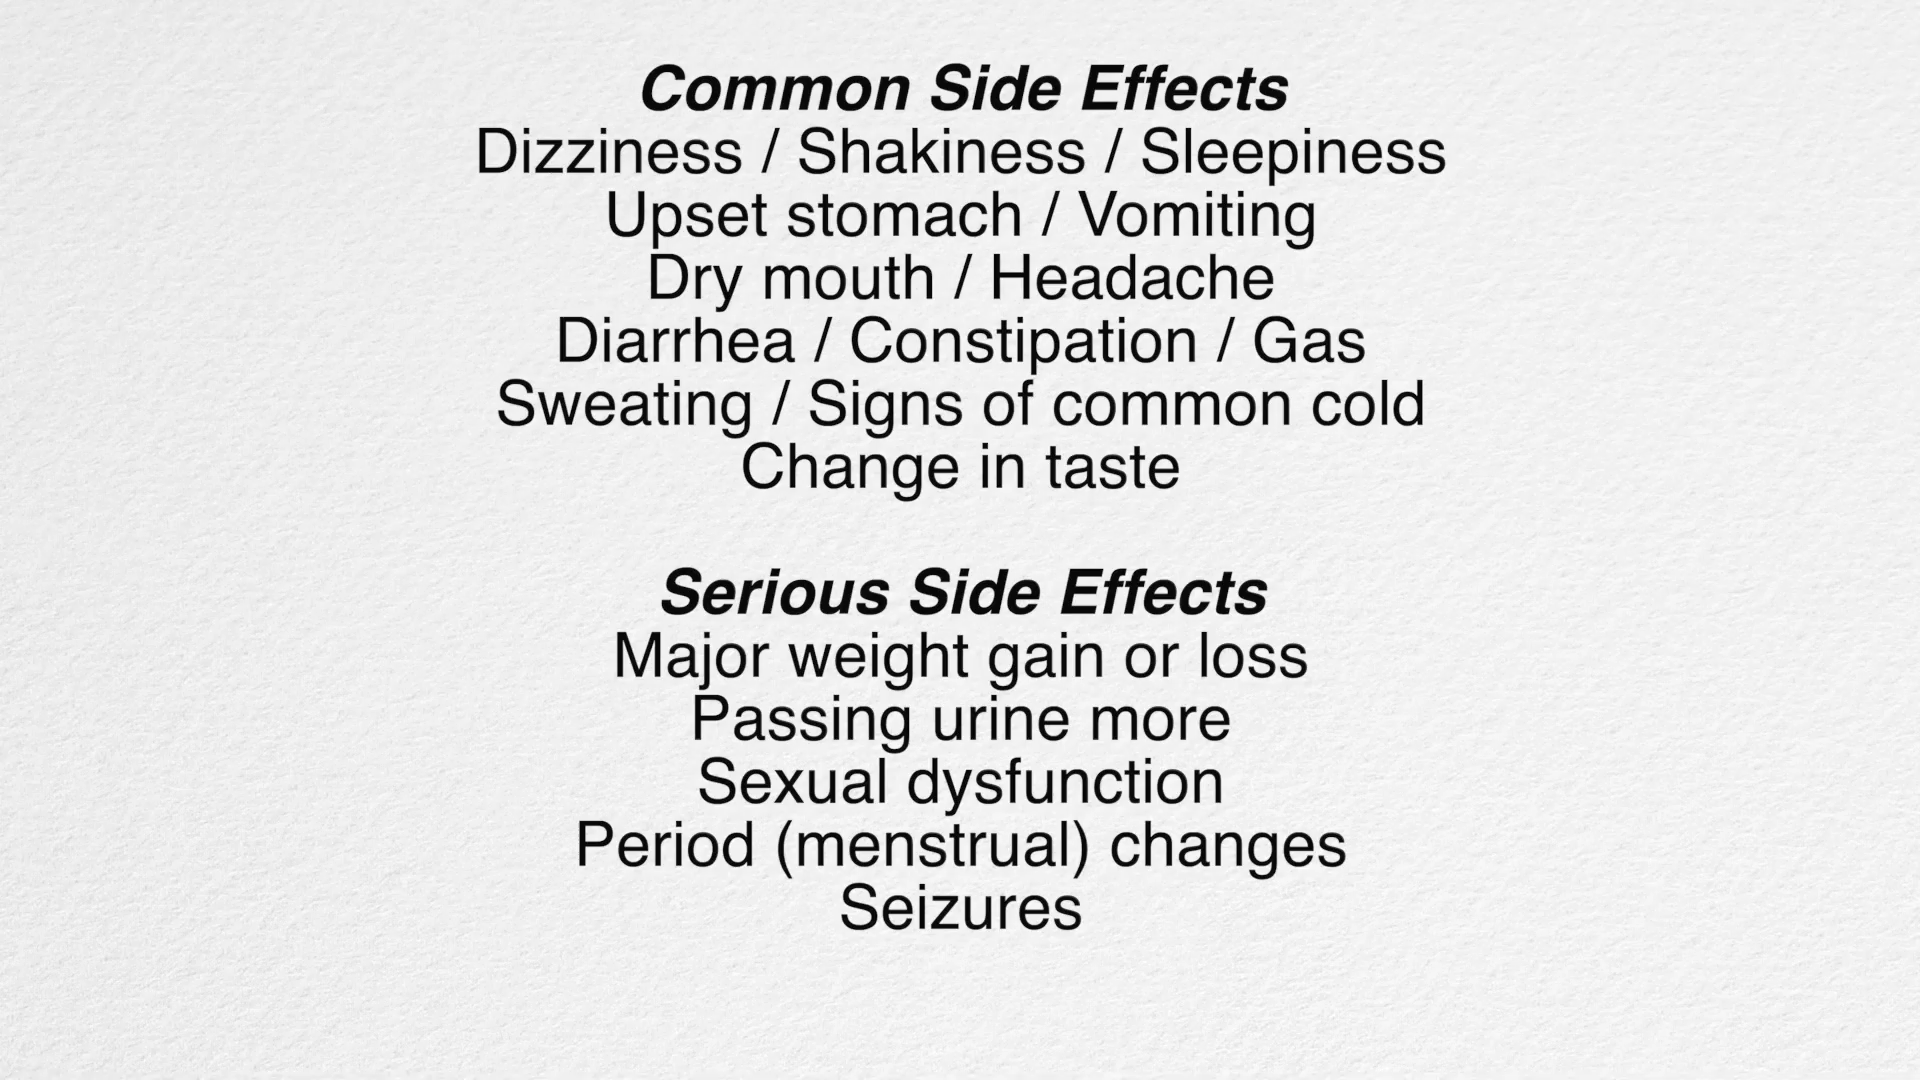 Common Side Effects
Dizziness / Shakiness / Sleepiness
Upset stomach / Vomiting
Dry mouth / Headache
Diarrhea / Constipation / Gas
Sweating / Signs of common cold
Change in taste
Serious Side Effects
Major weight gain or loss
Passing urine more
Sexual dysfunction
Period (menstrual) changes
Seizures